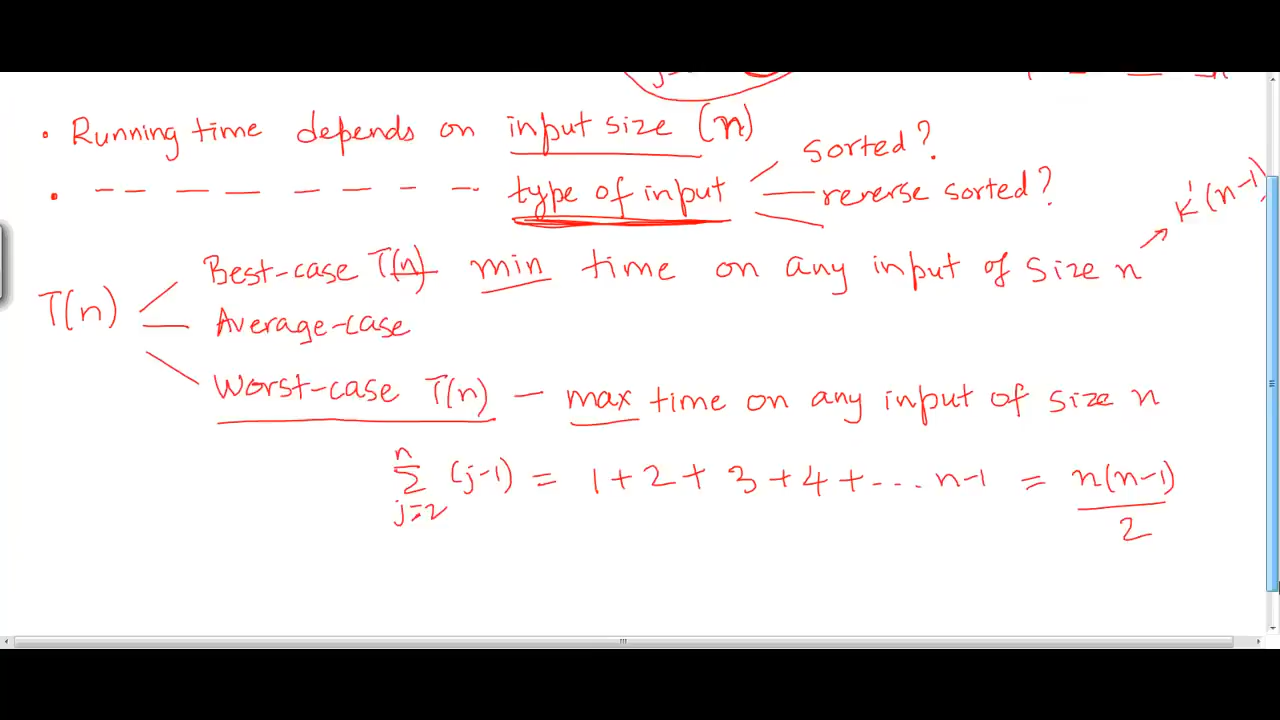 • Running time depends on input size (n)
sorted?
• -- -- -- -- - - - -. type of input
reverse sorted?
K'(n-1)
Best-case T(n) min time on any input of size n
T(n)
Average-case
Worst-case T(n) - max time on any input of size n
n
Σ (j-1) = 1+2+3+4+... n-1 = n(n-1)
j=2 2